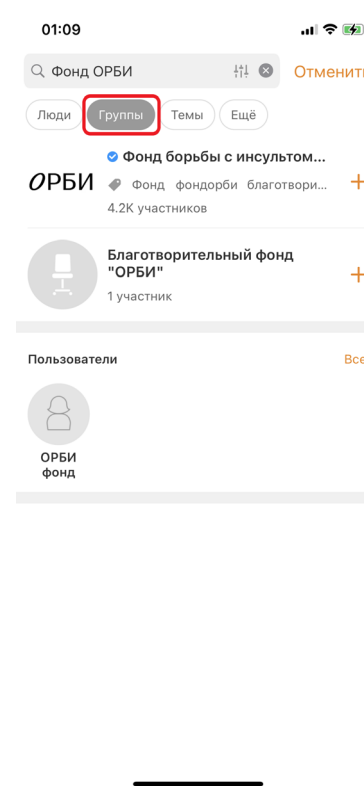 01:09
Фонд ОРБИ
Отменить
Люди Группы Темы Ещё
Фонд борьбы с инсультом...
ОРБИ
Фонд фондорби благотвори...
4.2K участников
Благотворительный фонд
"ОРБИ"
1 участник
Пользователи
Все
ОРБИ
фонд